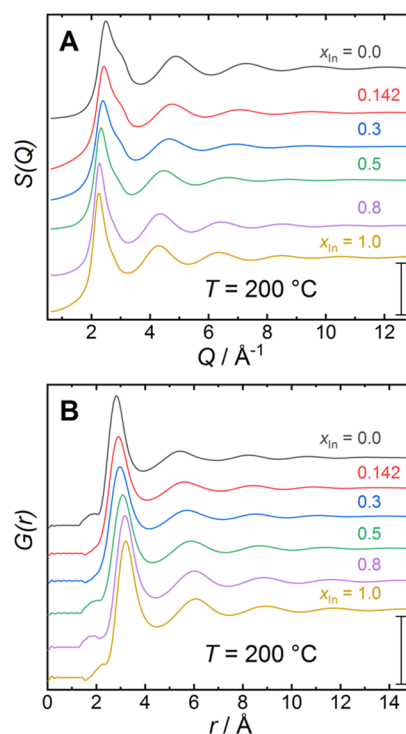 A
x_In = 0.0
0.142
0.3
0.5
0.8
x_In = 1.0
T = 200 °C
S(Q)
0 2 4 6 8 10 12
Q / Å⁻¹
B
x_In = 0.0
0.142
0.3
0.5
0.8
x_In = 1.0
T = 200 °C
G(r)
0 2 4 6 8 10 12 14
r / Å